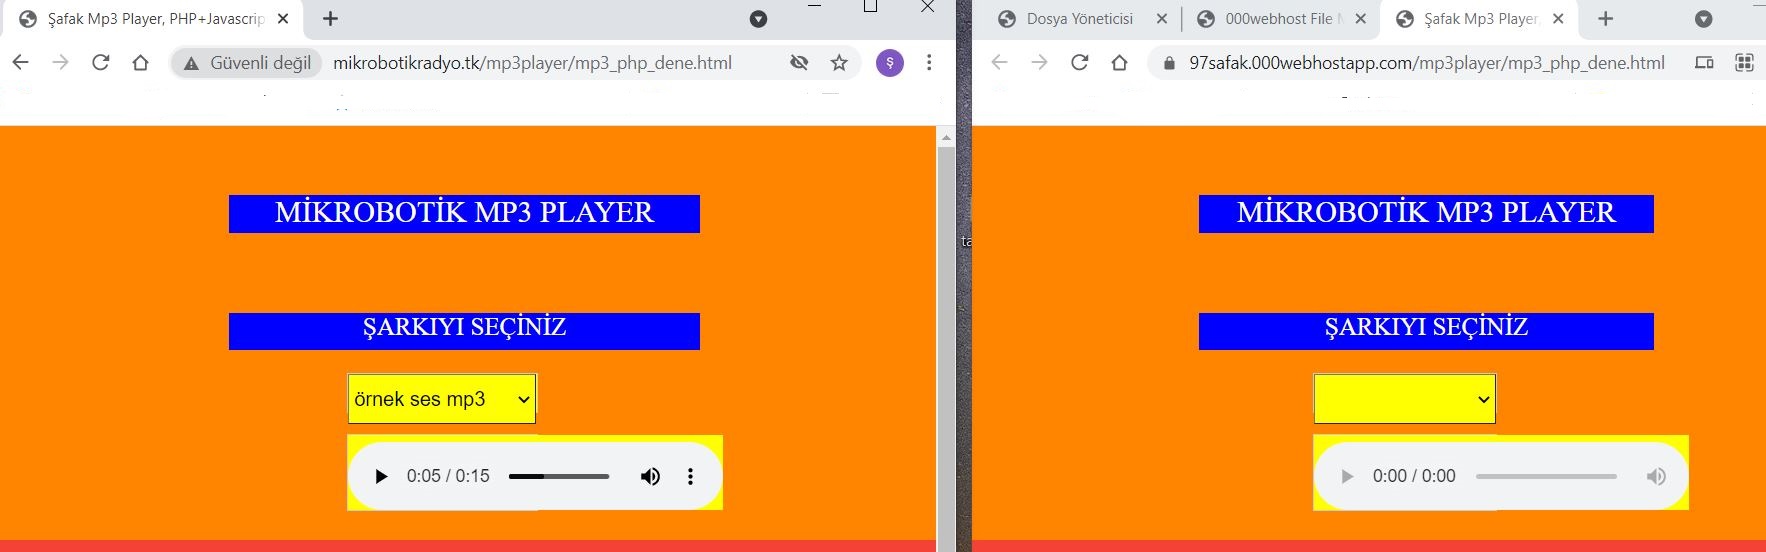 Şafak Mp3 Player, PHP+Javascrip
Güvenli değil
mikrobotikradyo.tk/mp3player/mp3_php_dene.html
Ş
MİKROBOTİK MP3 PLAYER
ŞARKIYI SEÇİNİZ
örnek ses mp3
0:05 / 0:15
ta
Dosya Yöneticisi
000webhost File M
Şafak Mp3 Player,
97safak.000webhostapp.com/mp3player/mp3_php_dene.html
MİKROBOTİK MP3 PLAYER
ŞARKIYI SEÇİNİZ
0:00 / 0:00